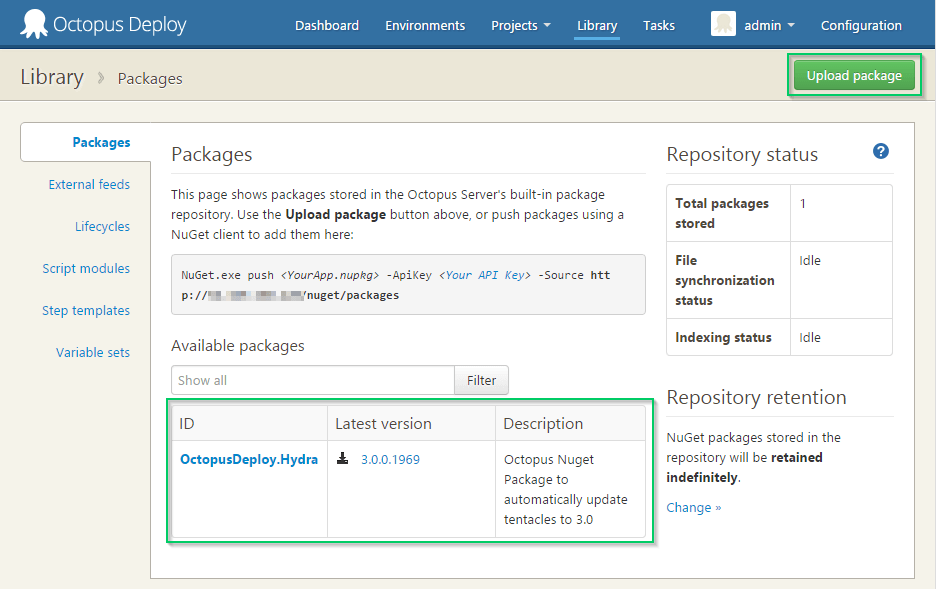 Octopus Deploy
Dashboard
Environments
Projects
Library
Tasks
admin
Configuration
Library
Packages
Upload package
Packages
External feeds
Lifecycles
Script modules
Step templates
Variable sets
Packages
This page shows packages stored in the Octopus Server's built-in package
repository. Use the Upload package button above, or push packages using a
NuGet client to add them here:
NuGet.exe push <YourApp.nupkg> -ApiKey <Your API Key> -Source htt
p:// /nuget/packages
Available packages
Show all
Filter
ID
Latest version
Description
OctopusDeploy.Hydra
3.0.0.1969
Octopus Nuget
Package to
automatically update
tentacles to 3.0
Repository status
?
Total packages
stored
1
File
synchronization
status
Idle
Indexing status
Idle
Repository retention
NuGet packages stored in the
repository will be retained
indefinitely.
Change »